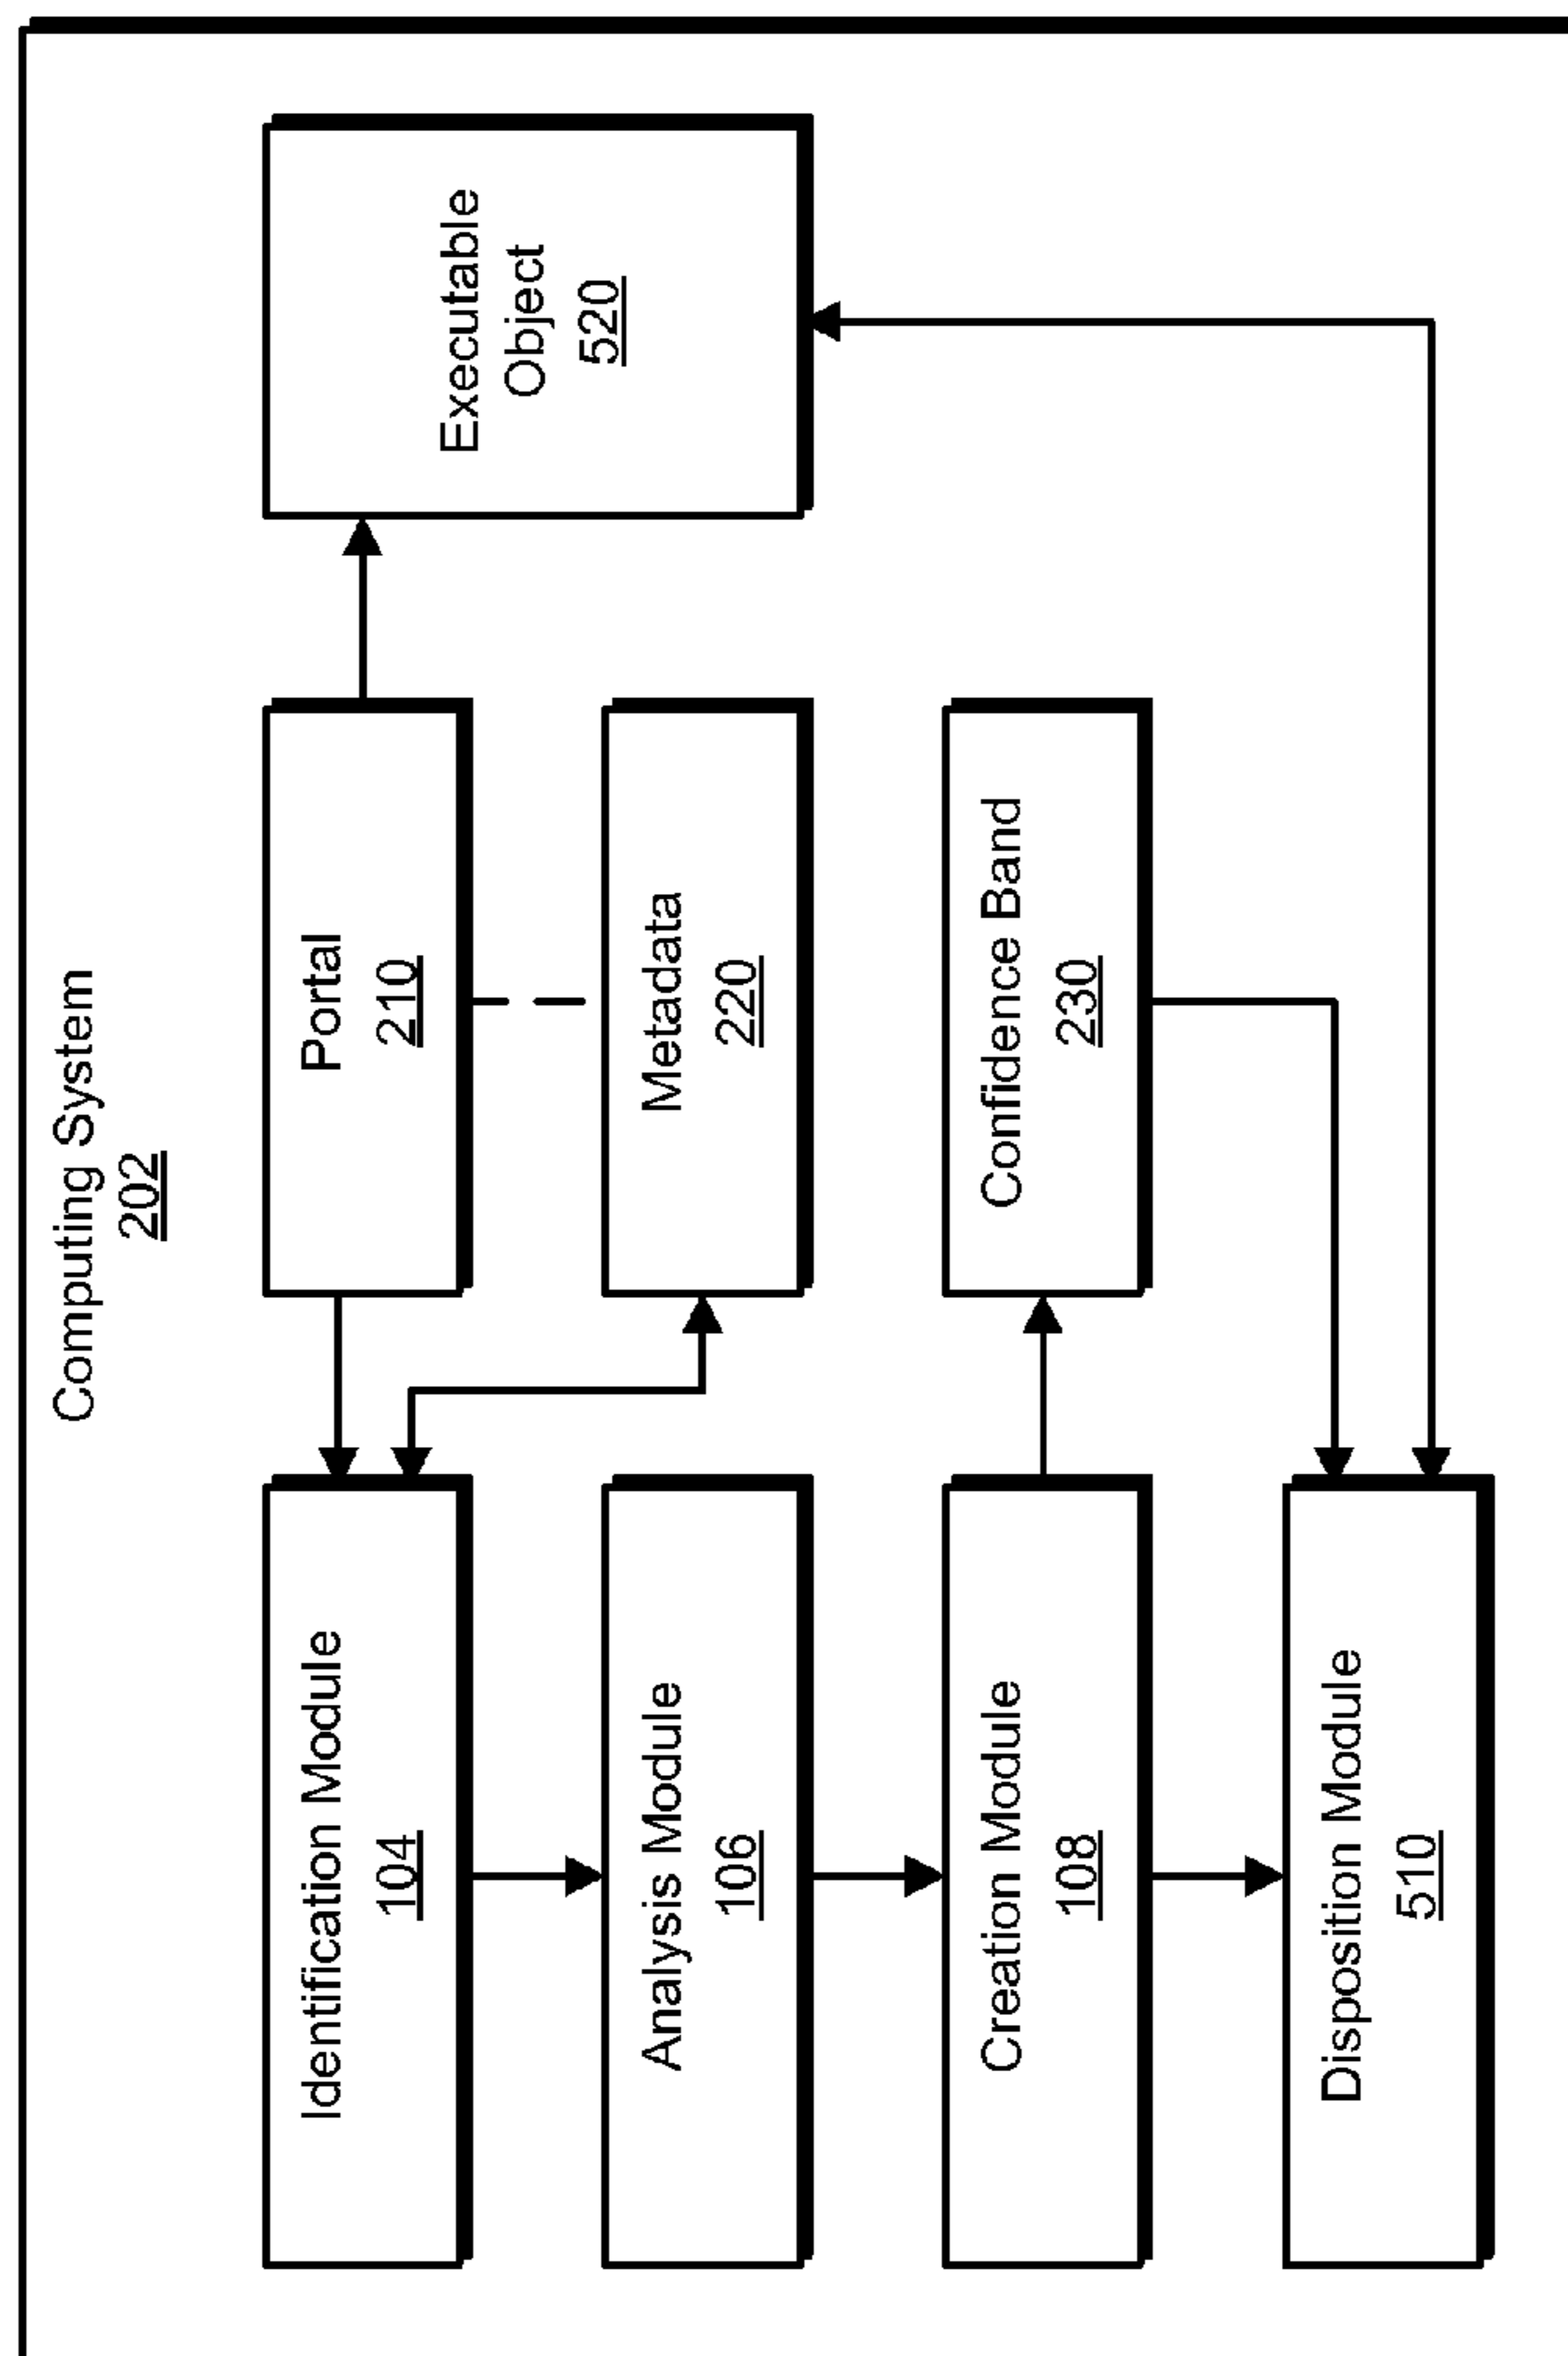 Computing System
202
Identification Module
104
Portal
210
Executable
Object
520
Analysis Module
106
Metadata
220
Creation Module
108
Confidence Band
230
Disposition Module
510